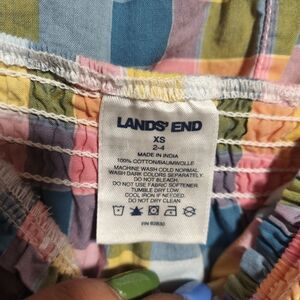 LANDS' END
XS
2-4
MADE IN INDIA
100% COTTON/BAUMWOLLE
MACHINE WASH COLD NORMAL.
WASH DARK COLORS SEPARATELY.
DO NOT BLEACH.
DO NOT USE FABRIC SOFTENER.
TUMBLE DRY LOW.
COOL IRON IF NEEDED.
DO NOT DRY CLEAN